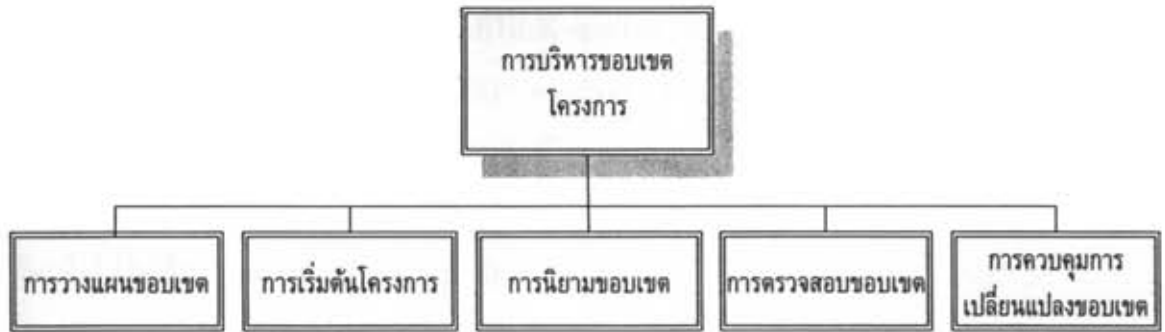 การบริหารขอบเขต
โครงการ
การวางแผนขอบเขต
การเริ่มต้นโครงการ
การนิยามขอบเขต
การตรวจสอบขอบเขต
การควบคุมการ
เปลี่ยนแปลงขอบเขต